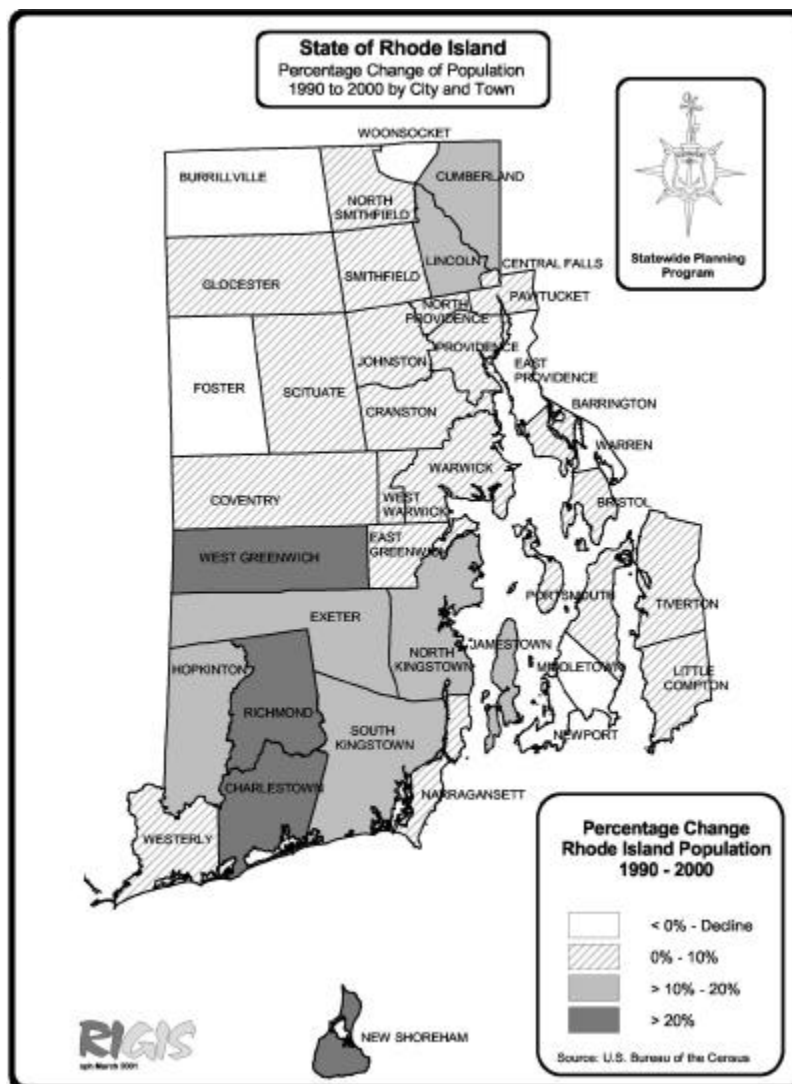 State of Rhode Island
Percentage Change of Population
1990 to 2000 by City and Town
WOONSOCKET
BURRILLVILLE
CUMBERLAND
NORTH
SMITHFIELD
LINCOLN
CENTRAL FALLS
Statewide Planning
Program
GLOCESTER
SMITHFIELD
PAWTUCKET
NORTH
PROVIDENCE
PROVIDENCE
JOHNSTON
EAST
PROVIDENCE
FOSTER
SCITUATE
CRANSTON
BARRINGTON
WARREN
WARWICK
COVENTRY
WEST
WARWICK
BRISTOL
EAST
GREENWICH
WEST GREENWICH
PORTSMOUTH
TIVERTON
EXETER
JAMESTOWN
NORTH
KINGSTOWN
MIDDLETOWN
HOPKINTON
LITTLE
COMPTON
RICHMOND
SOUTH
KINGSTOWN
NEWPORT
CHARLESTOWN
NARRAGANSETT
WESTERLY
Percentage Change
Rhode Island Population
1990 - 2000
< 0% - Decline
0% - 10%
> 10% - 20%
> 20%
Source: U.S. Bureau of the Census
RIGIS
sph March 2001
NEW SHOREHAM